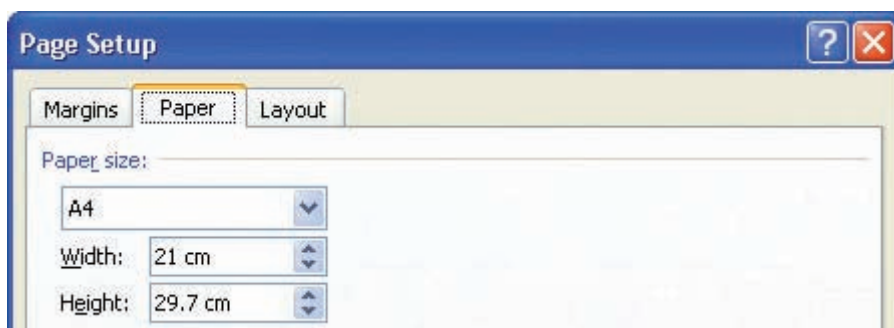 Page Setup
Margins Paper Layout
Paper size:
A4
Width: 21 cm
Height: 29.7 cm